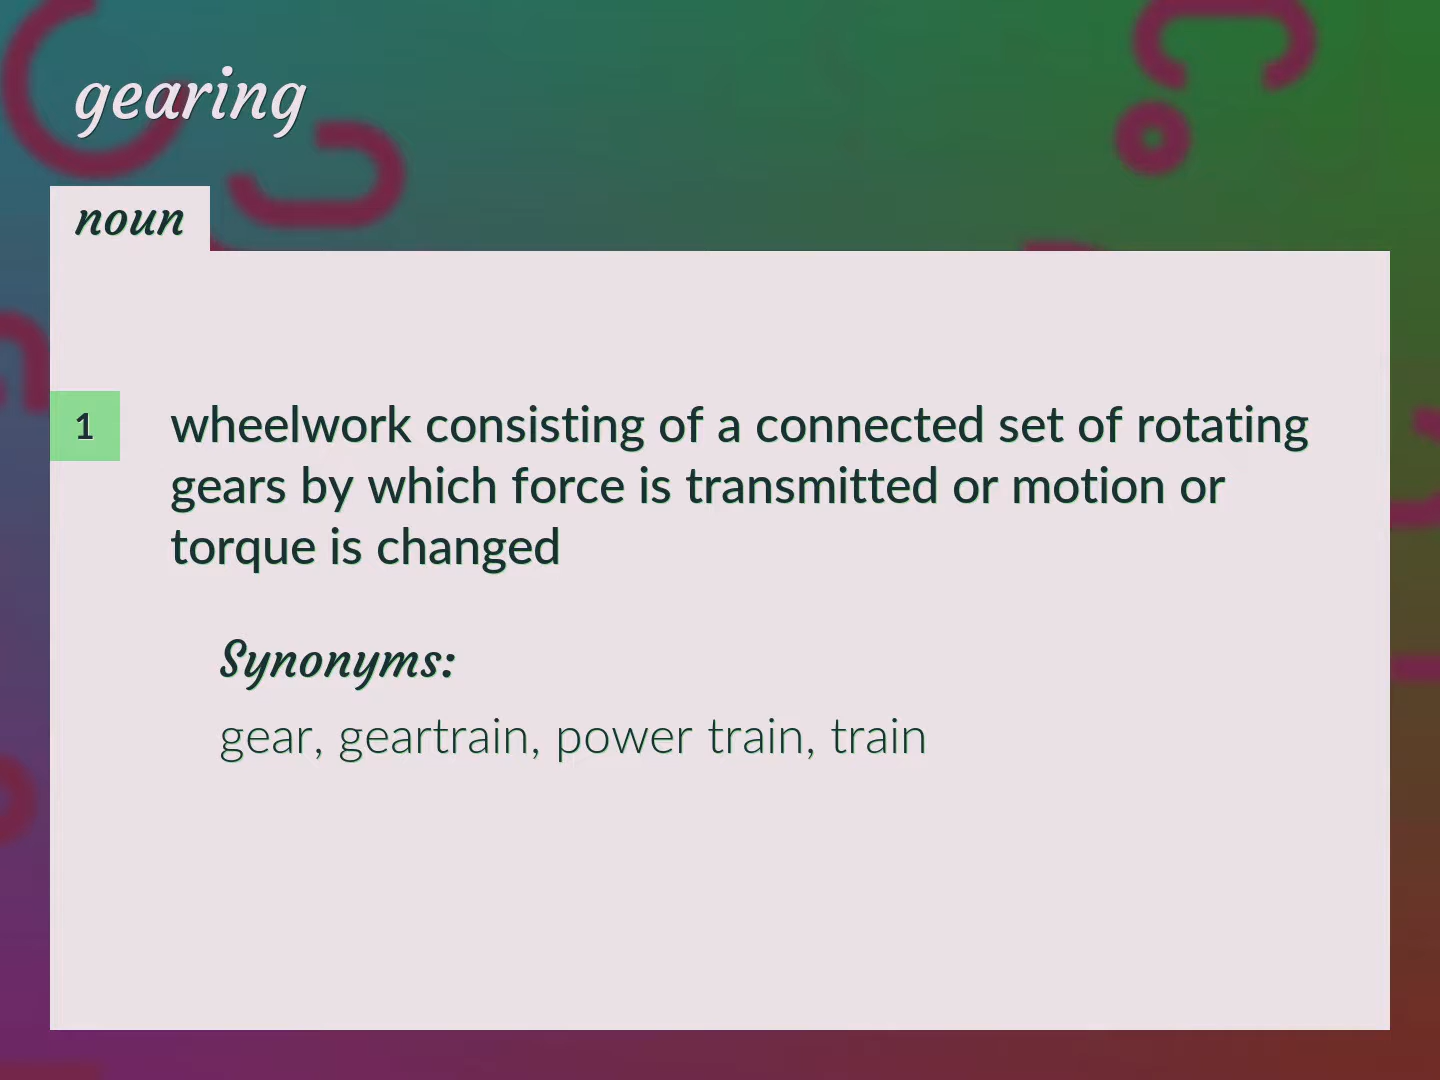 gearing
noun
1
wheelwork consisting of a connected set of rotating
gears by which force is transmitted or motion or
torque is changed
Synonyms:
gear, geartrain, power train, train